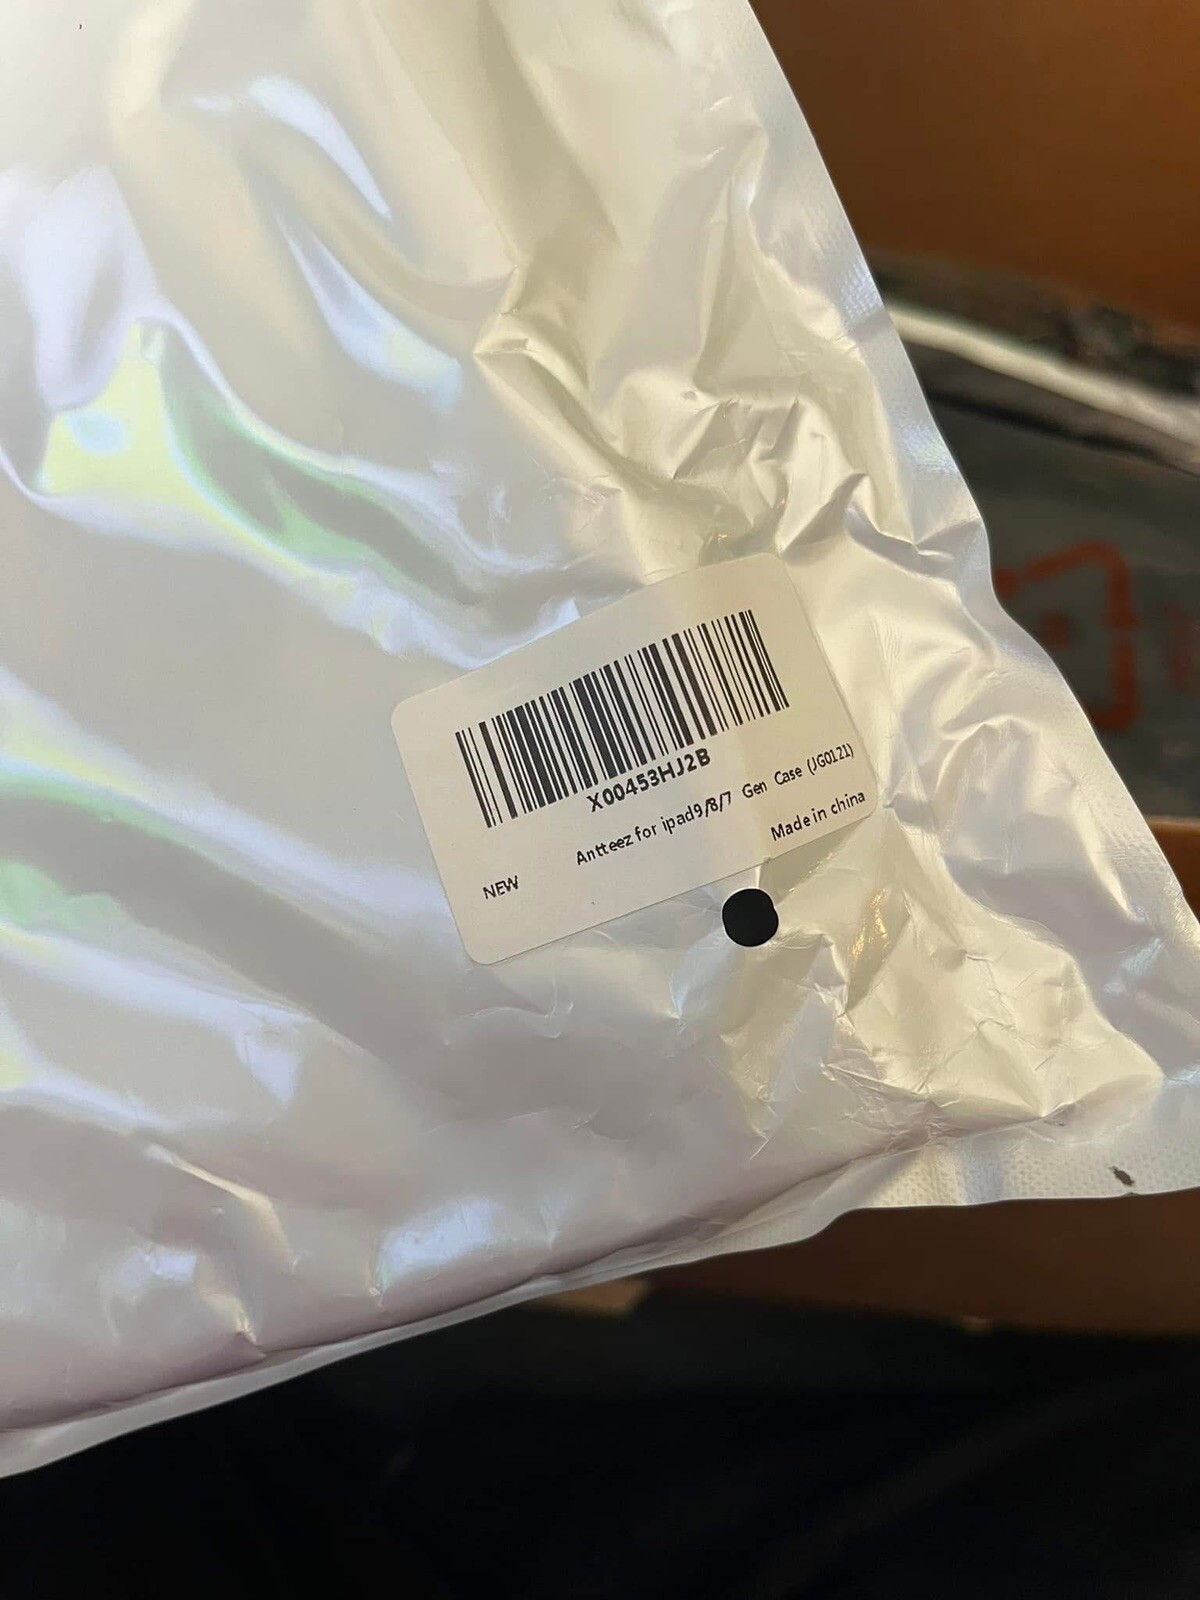 X00453HJ2B
Antteez for ipad9/8/7 Gen Case (JG0121)
NEW
Made in china